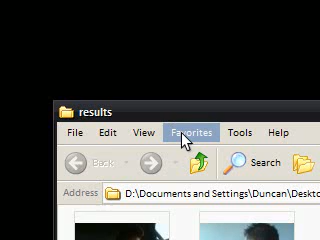 results
File Edit View Favorites Tools Help
Back Search
Address D:\Documents and Settings\Duncan\Deskto